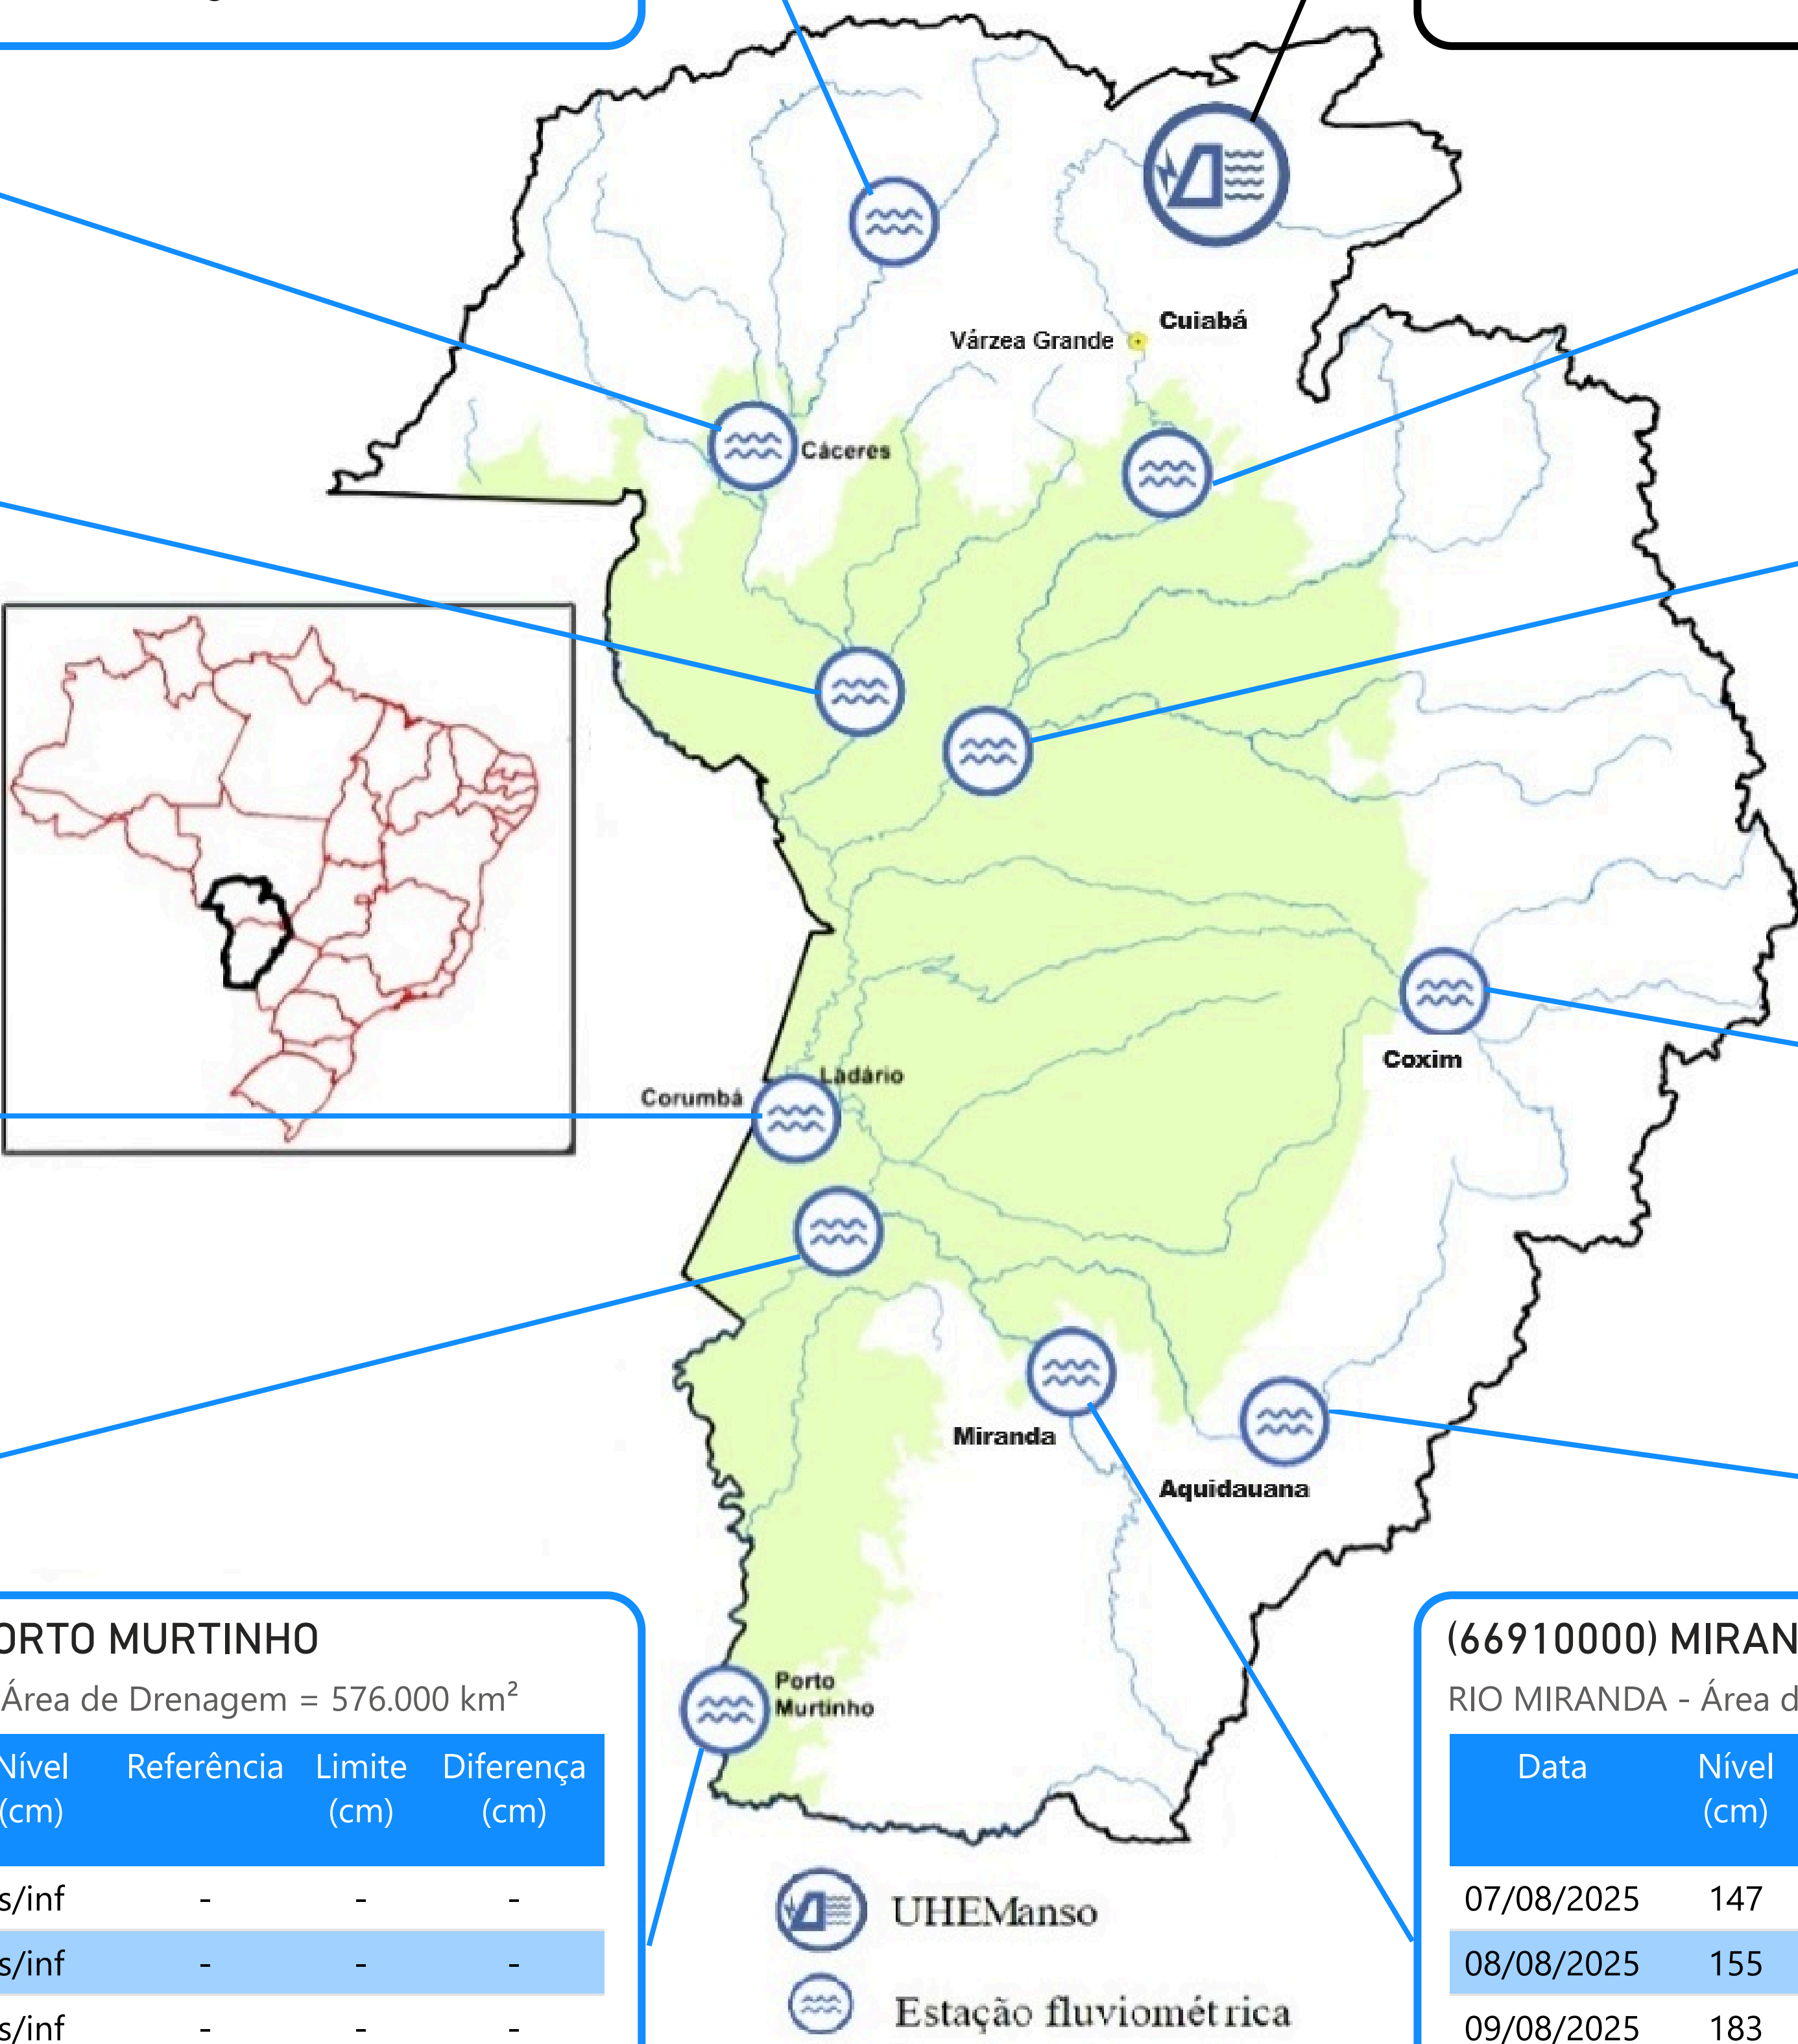 Cuiabá
Várzea Grande
Cáceres
Coxim
Ladário
Corumbá
Miranda
Aquidauana
Porto
Murtinho
ORTO MURTINHO
Área de Drenagem = 576.000 km²
Nível Referência Limite Diferença
(cm) (cm) (cm)
s/inf - - -
s/inf - - -
s/inf - - -
(66910000) MIRAN
RIO MIRANDA - Área d
Data Nível
(cm)
07/08/2025 147
08/08/2025 155
09/08/2025 183
UHEManso
Estação fluviométrica